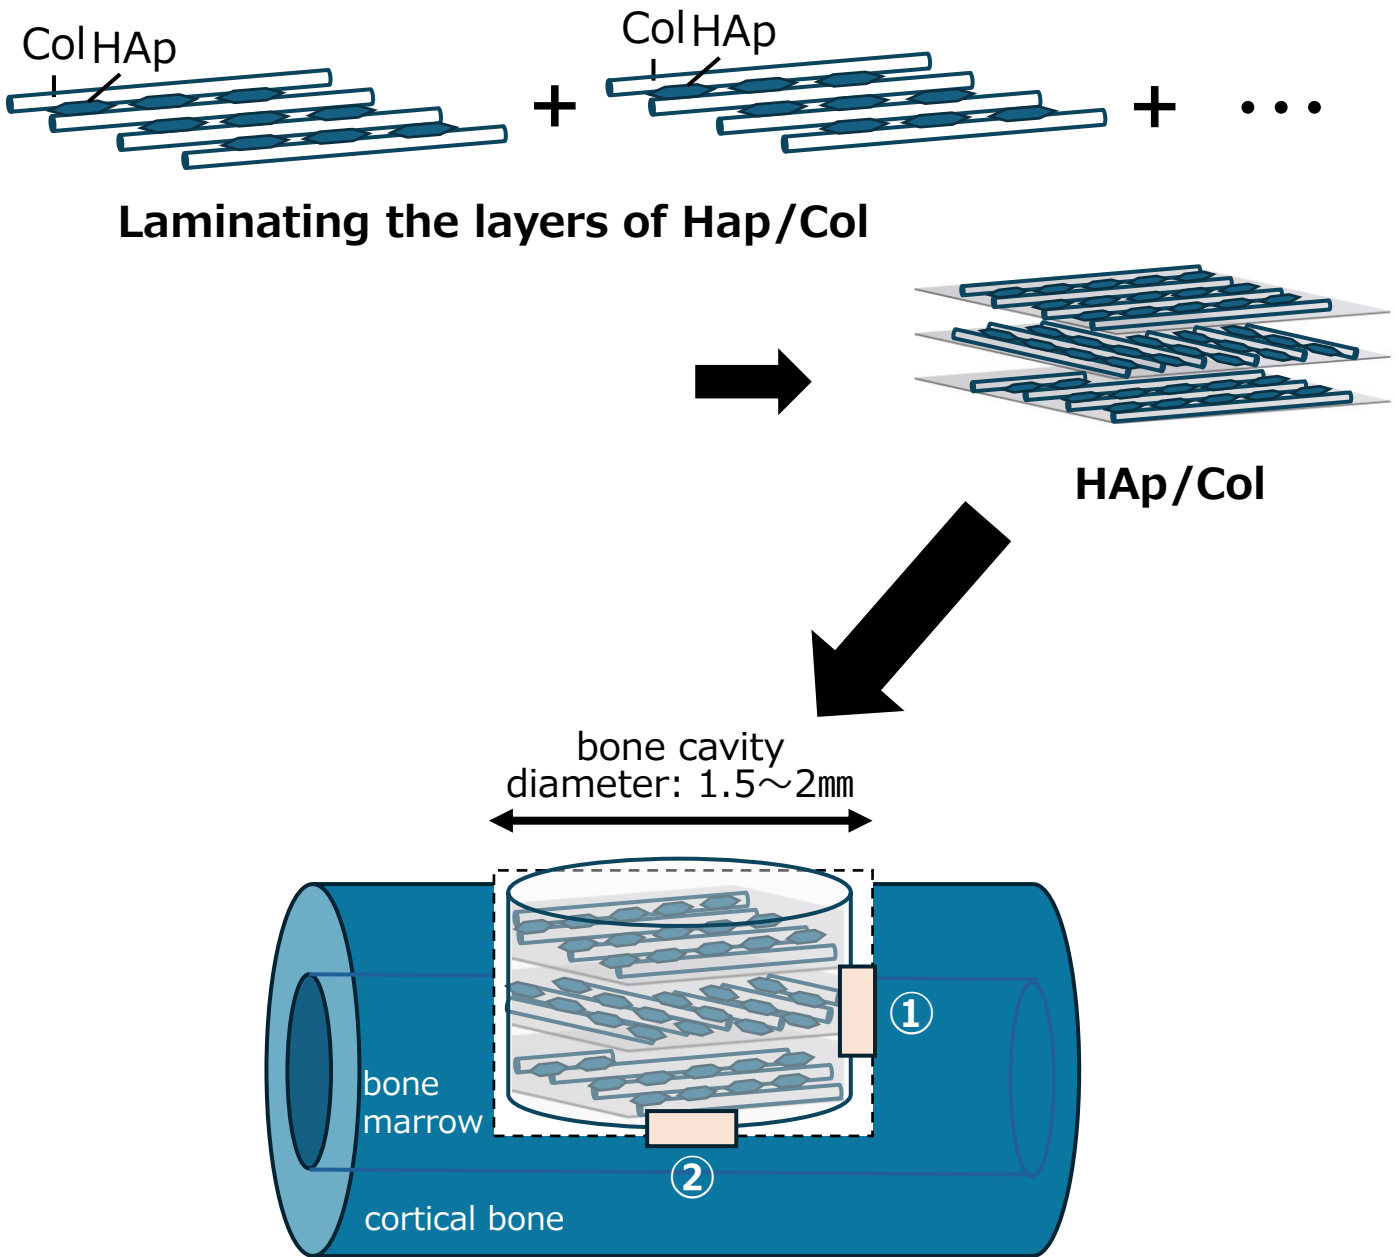 Col HAp
Col HAp
+ + ・・・
Laminating the layers of Hap/Col
HAp/Col
bone cavity
diameter: 1.5～2㎜
①
bone
marrow
②
cortical bone